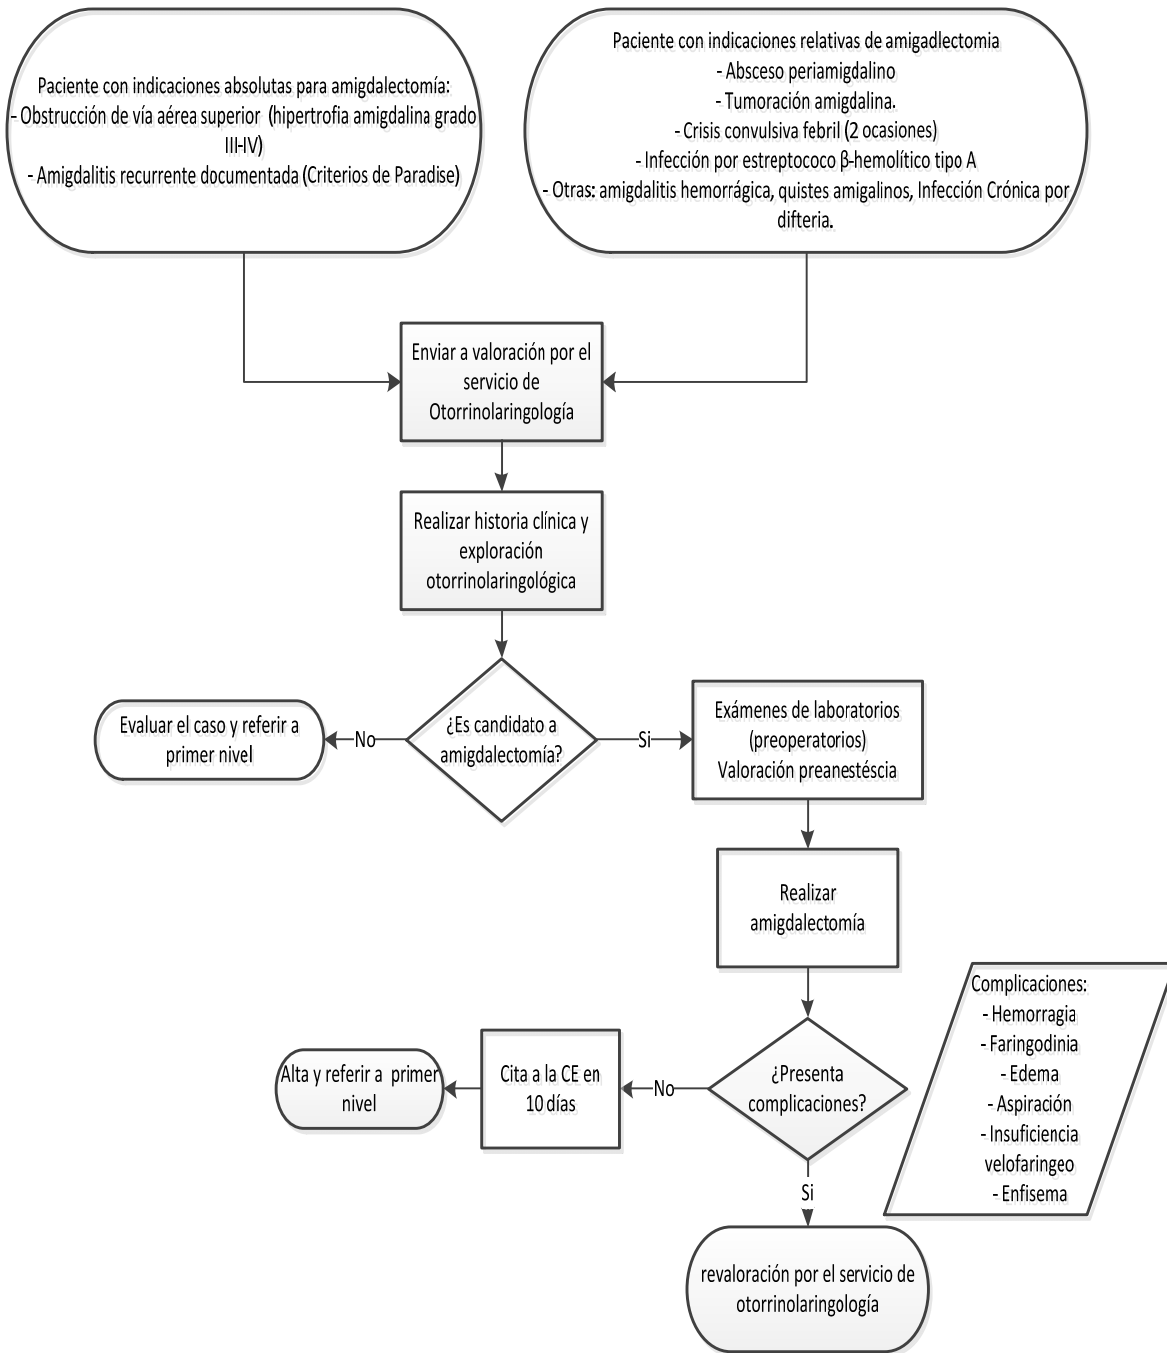 Paciente con indicaciones absolutas para amigdalectomía:
- Obstrucción de vía aérea superior (hipertrofia amigdalina grado
III-IV)
- Amigdalitis recurrente documentada (Criterios de Paradise)
Paciente con indicaciones relativas de amigadlectomia
- Absceso periamigdalino
- Tumoración amigdalina.
- Crisis convulsiva febril (2 ocasiones)
- Infección por estreptococo β-hemolítico tipo A
- Otras: amigdalitis hemorrágica, quistes amigalinos, Infección Crónica por
difteria.
Enviar a valoración por el
servicio de
Otorrinolaringología
Realizar historia clínica y
exploración
otorrinolaringológica
¿Es candidato a
amigdalectomía?
No
Evaluar el caso y referir a
primer nivel
Si
Exámenes de laboratorios
(preoperatorios)
Valoración preanestéscia
Realizar
amigdalectomía
¿Presenta
complicaciones?
No
Cita a la CE en
10 días
Alta y referir a primer
nivel
Complicaciones:
- Hemorragia
- Faringodinia
- Edema
- Aspiración
- Insuficiencia
velofaringeo
- Enfisema
Si
revaloración por el servicio de
otorrinolaringología